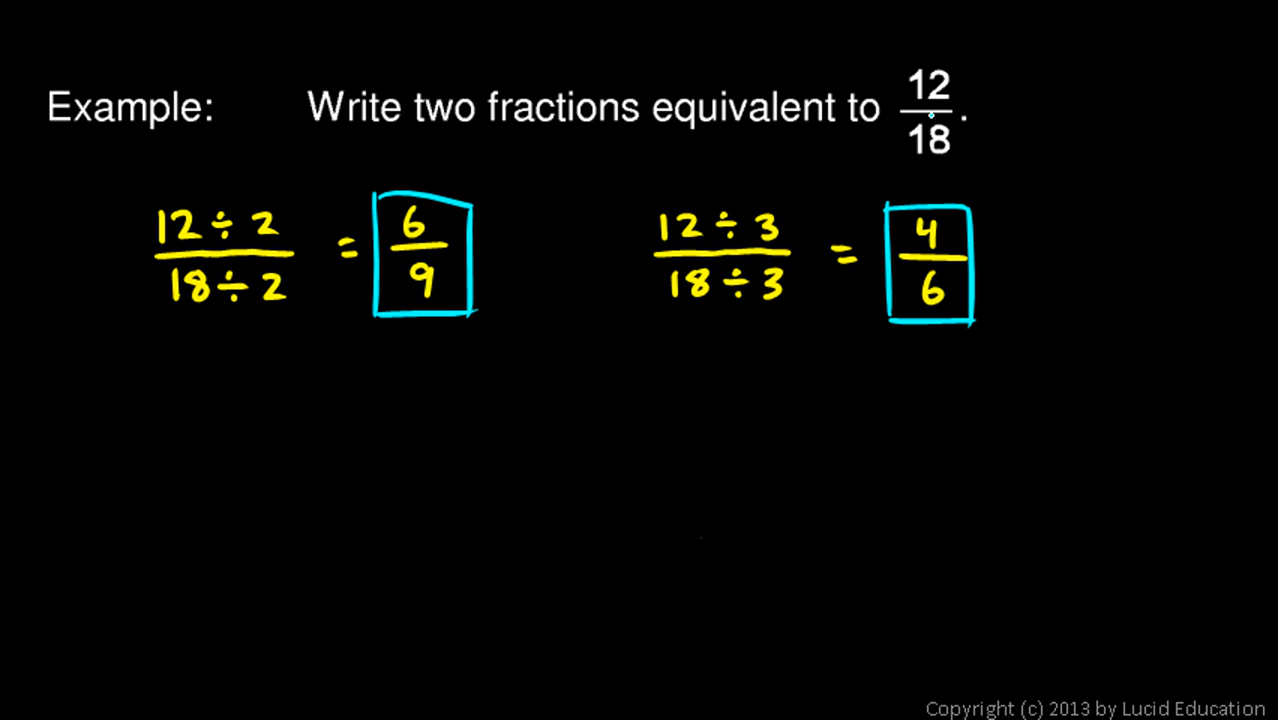 Example: Write two fractions equivalent to 12/18.
12 ÷ 2 / 18 ÷ 2 = 6/9
12 ÷ 3 / 18 ÷ 3 = 4/6
Copyright (c) 2013 by Lucid Education